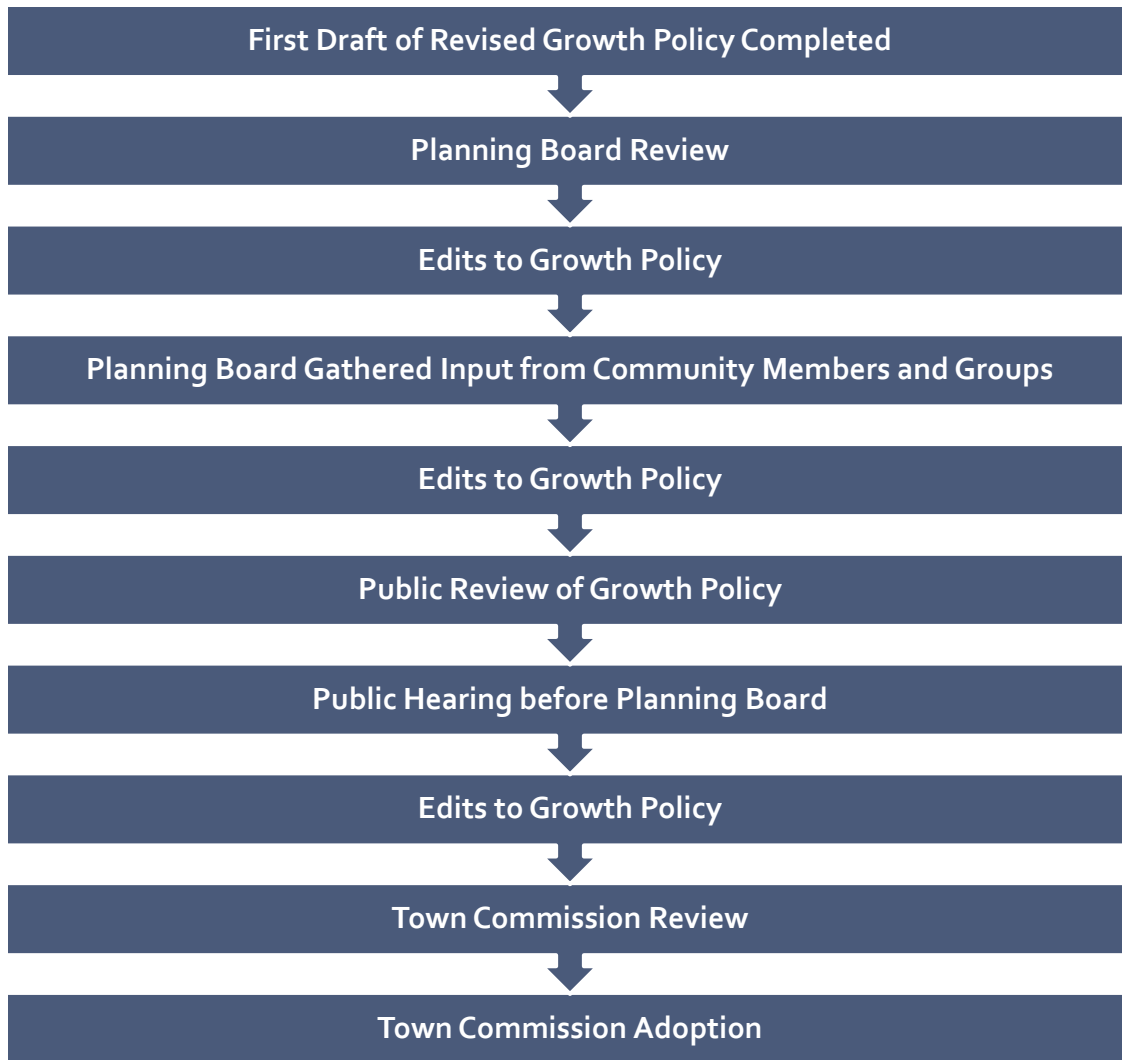 First Draft of Revised Growth Policy Completed
Planning Board Review
Edits to Growth Policy
Planning Board Gathered Input from Community Members and Groups
Edits to Growth Policy
Public Review of Growth Policy
Public Hearing before Planning Board
Edits to Growth Policy
Town Commission Review
Town Commission Adoption